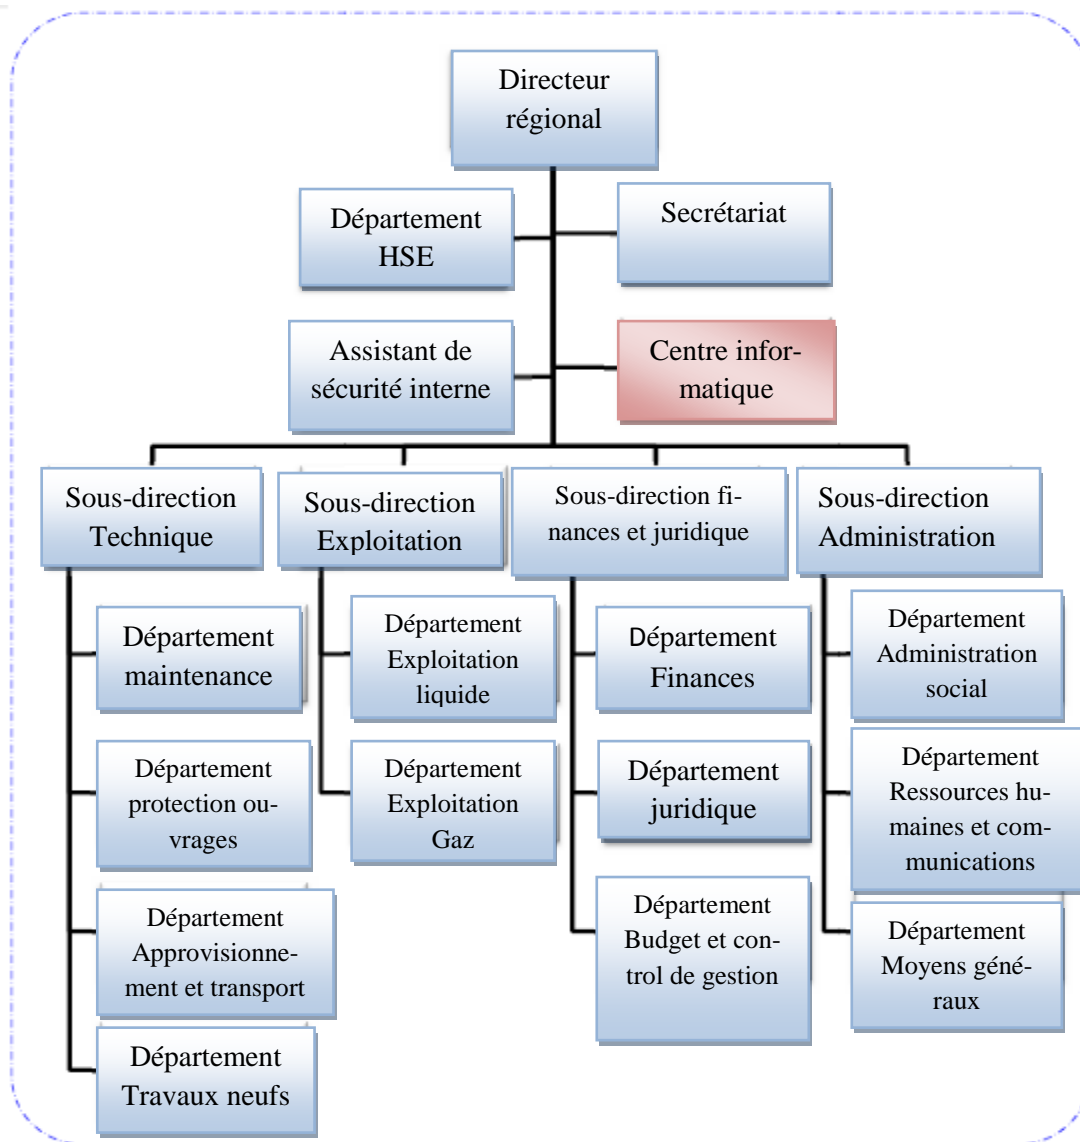 Directeur
régional
Département
HSE
Secrétariat
Assistant de
sécurité interne
Centre infor-
matique
Sous-direction
Technique
Sous-direction
Exploitation
Sous-direction fi-
nances et juridique
Sous-direction
Administration
Département
maintenance
Département
protection ou-
vrages
Département
Approvisionne-
ment et transport
Département
Travaux neufs
Département
Exploitation
liquide
Département
Exploitation
Gaz
Département
Finances
Département
juridique
Département
Budget et con-
trol de gestion
Département
Administration
social
Département
Ressources hu-
maines et com-
munications
Département
Moyens géné-
raux